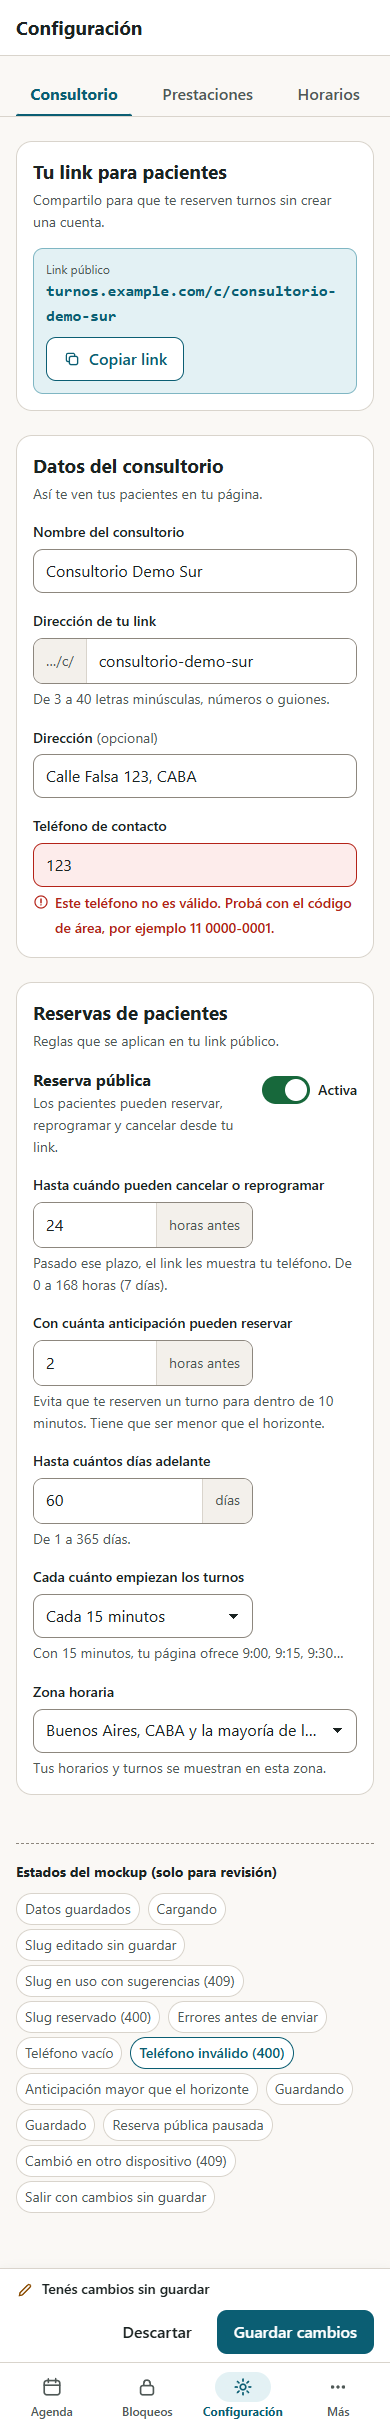 Configuración
Consultorio
Prestaciones
Horarios
Tu link para pacientes
Compartilo para que te reserven turnos sin crear
una cuenta.
Link público
turnos.example.com/c/consultorio-
demo-sur
Copiar link
Datos del consultorio
Así te ven tus pacientes en tu página.
Nombre del consultorio
Consultorio Demo Sur
Dirección de tu link
.../c/ consultorio-demo-sur
De 3 a 40 letras minúsculas, números o guiones.
Dirección (opcional)
Calle Falsa 123, CABA
Teléfono de contacto
123
Este teléfono no es válido. Probá con el código
de área, por ejemplo 11 0000-0001.
Reservas de pacientes
Reglas que se aplican en tu link público.
Reserva pública
Activa
Los pacientes pueden reservar,
reprogramar y cancelar desde tu
link.
Hasta cuándo pueden cancelar o reprogramar
24 horas antes
Pasado ese plazo, el link les muestra tu teléfono. De
0 a 168 horas (7 días).
Con cuánta anticipación pueden reservar
2 horas antes
Evita que te reserven un turno para dentro de 10
minutos. Tiene que ser menor que el horizonte.
Hasta cuántos días adelante
60 días
De 1 a 365 días.
Cada cuánto empiezan los turnos
Cada 15 minutos
Con 15 minutos, tu página ofrece 9:00, 9:15, 9:30...
Zona horaria
Buenos Aires, CABA y la mayoría de l...
Tus horarios y turnos se muestran en esta zona.
Estados del mockup (solo para revisión)
Datos guardados
Cargando
Slug editado sin guardar
Slug en uso con sugerencias (409)
Slug reservado (400)
Errores antes de enviar
Teléfono vacío
Teléfono inválido (400)
Anticipación mayor que el horizonte
Guardando
Guardado
Reserva pública pausada
Cambió en otro dispositivo (409)
Salir con cambios sin guardar
Tenés cambios sin guardar
Descartar
Guardar cambios
Agenda
Bloqueos
Configuración
Más